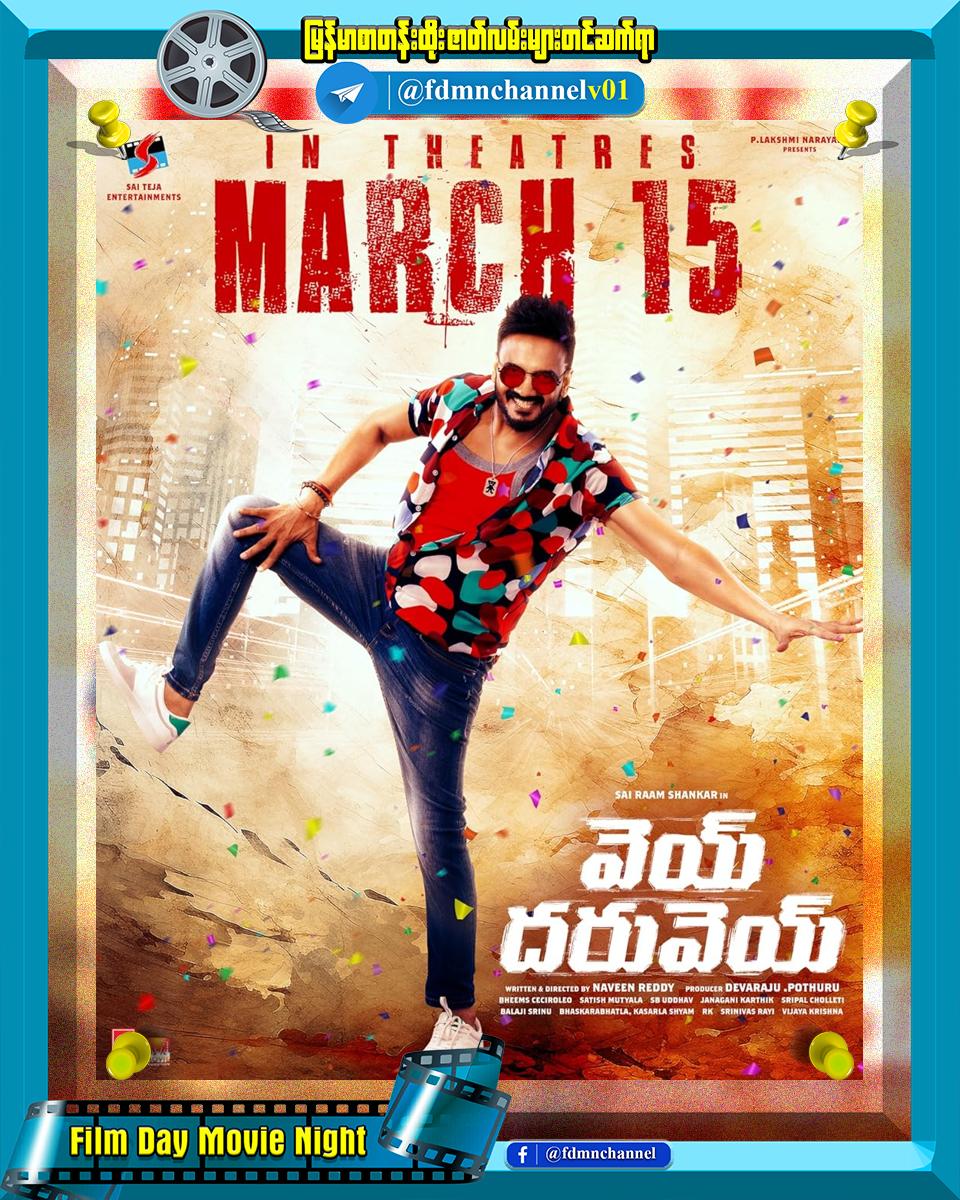 မြန်မာစာတန်းထိုးဇာတ်လမ်းများတင်ဆက်ရာ
@fdmnchannelv01
IN THEATRES
MARCH 15
SAI TEJA
ENTERTAINMENTS
P.LAKSHMI NARAYA
PRESENTS
SAI RAAM SHANKAR IN
వెయ్
దరువెయ్
WRITTEN & DIRECTED BY NAVEEN REDDY PRODUCER DEVARAJU .POTHURU
BHEEMS CECIROLEO SATISH MUTYALA SB UDDHAV JANAGANI KARTHIK SRIPAL CHOLLETI
BALAJI SRINU BHASKARABHATLA, KASARLA SHYAM RK SRINIVAS RAYI VIJAYA KRISHNA
Film Day Movie Night
@fdmnchannel